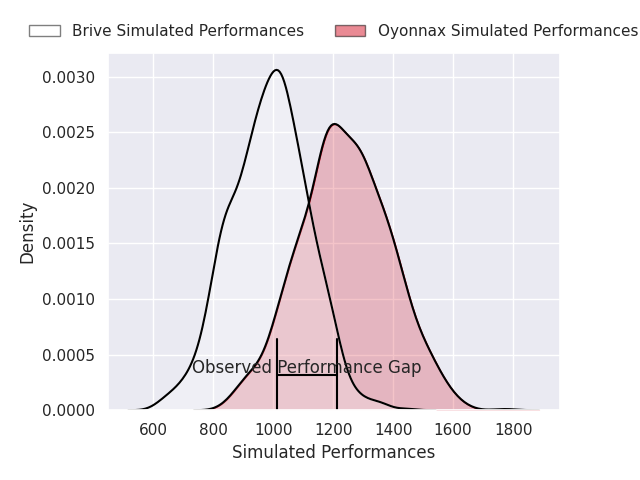 Brive Simulated Performances
Oyonnax Simulated Performances
0.0030
0.0025
0.0020
0.0015
0.0010
0.0005
0.0000
Density
Observed Performance Gap
600 800 1000 1200 1400 1600 1800
Simulated Performances